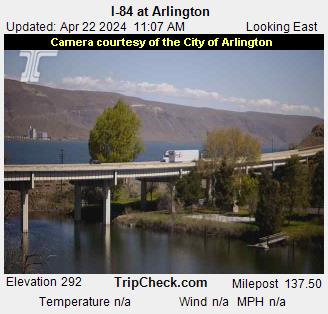 I-84 at Arlington
Updated: Apr 22 2024 11:07 AM Looking East
Camera courtesy of the City of Arlington
Elevation 292 TripCheck.com Milepost 137.50
Temperature n/a Wind n/a MPH n/a